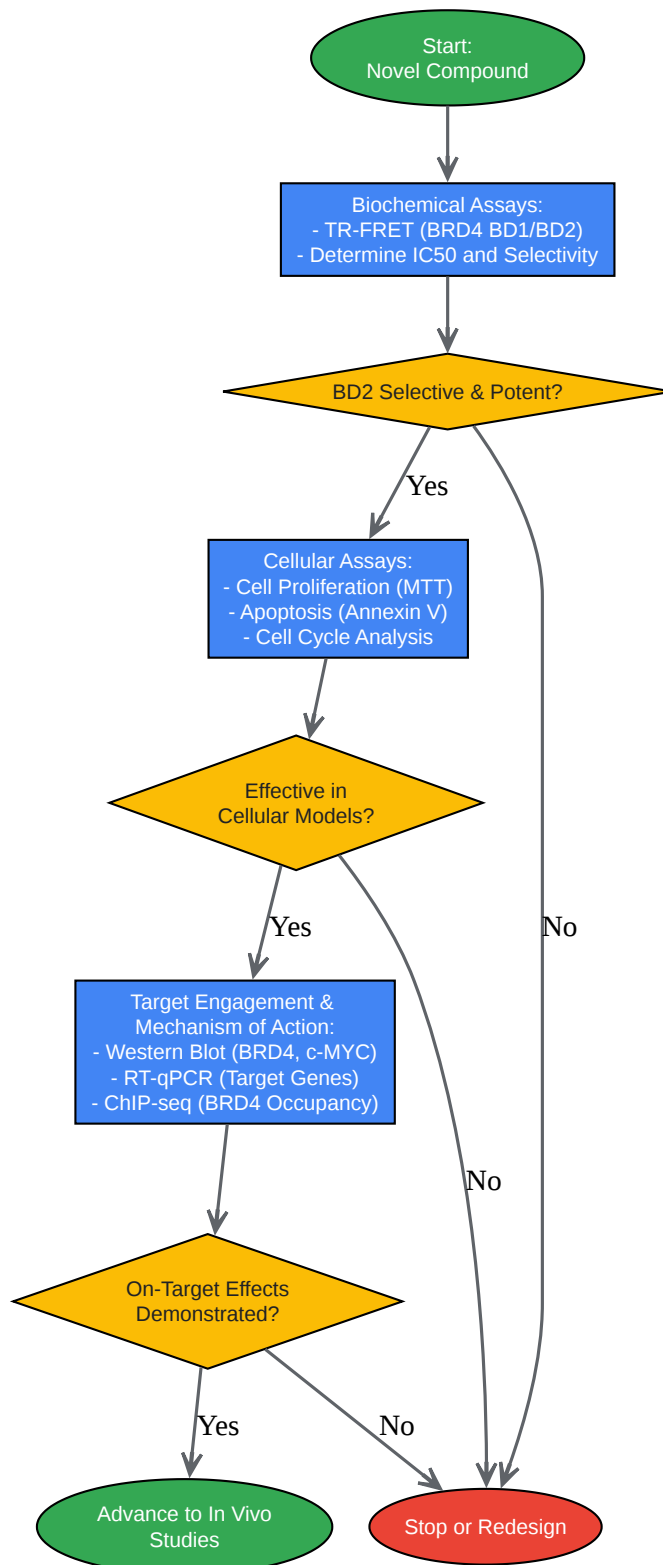 Start:
Novel Compound
Biochemical Assays:
- TR-FRET (BRD4 BD1/BD2)
- Determine IC50 and Selectivity
BD2 Selective & Potent?
Yes
Cellular Assays:
- Cell Proliferation (MTT)
- Apoptosis (Annexin V)
- Cell Cycle Analysis
Effective in
Cellular Models?
Yes
No
Target Engagement &
Mechanism of Action:
- Western Blot (BRD4, c-MYC)
- RT-qPCR (Target Genes)
- ChIP-seq (BRD4 Occupancy)
No
On-Target Effects
Demonstrated?
Yes
No
Advance to In Vivo
Studies
Stop or Redesign